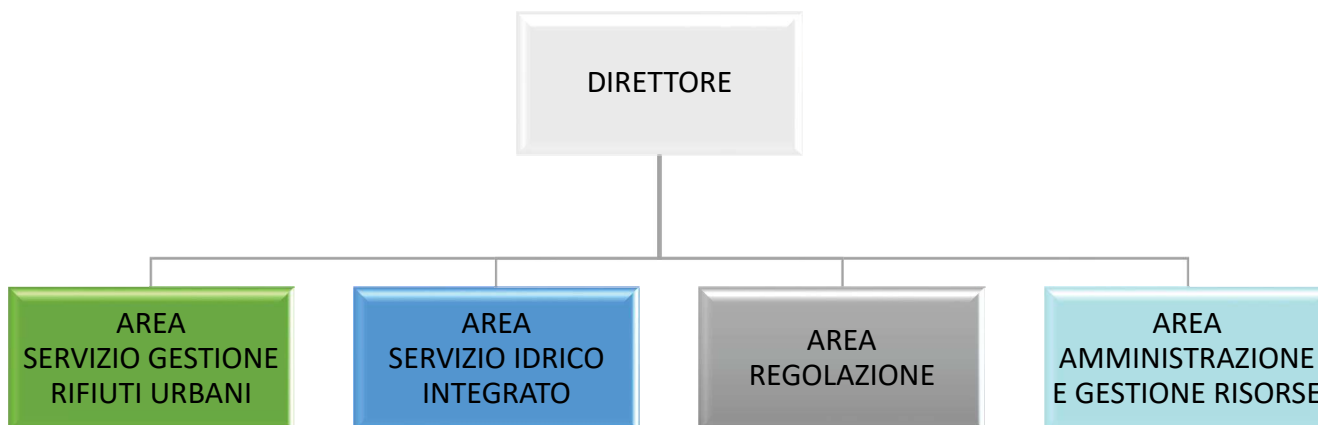 DIRETTORE
AREA
SERVIZIO GESTIONE
RIFIUTI URBANI
AREA
SERVIZIO IDRICO
INTEGRATO
AREA
REGOLAZIONE
AREA
AMMINISTRAZIONE
E GESTIONE RISORSE